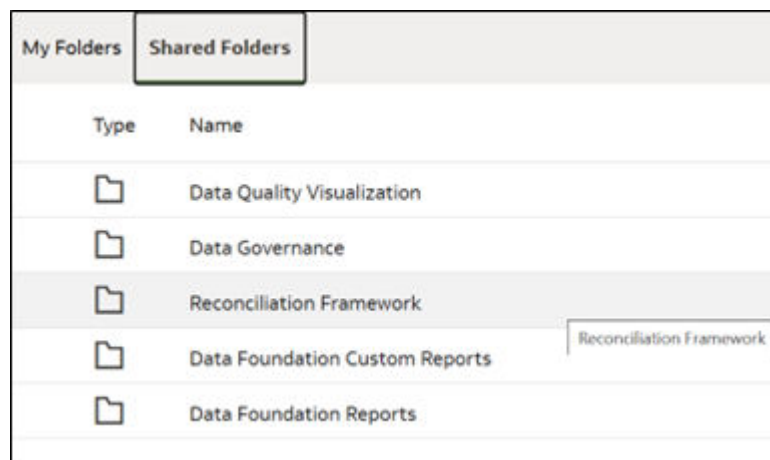 My Folders Shared Folders
Type Name
Data Quality Visualization
Data Governance
Reconciliation Framework
Reconciliation Framework
Data Foundation Custom Reports
Data Foundation Reports